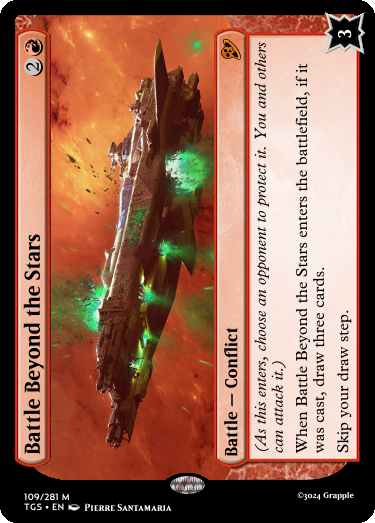 Battle Beyond the Stars
2
Battle — Conflict
(As this enters, choose an opponent to protect it. You and others
can attack it.)
When Battle Beyond the Stars enters the battlefield, if it
was cast, draw three cards.
Skip your draw step.
3
109/281 M
TGS • EN Pierre Santamaria
©3024 Grapple